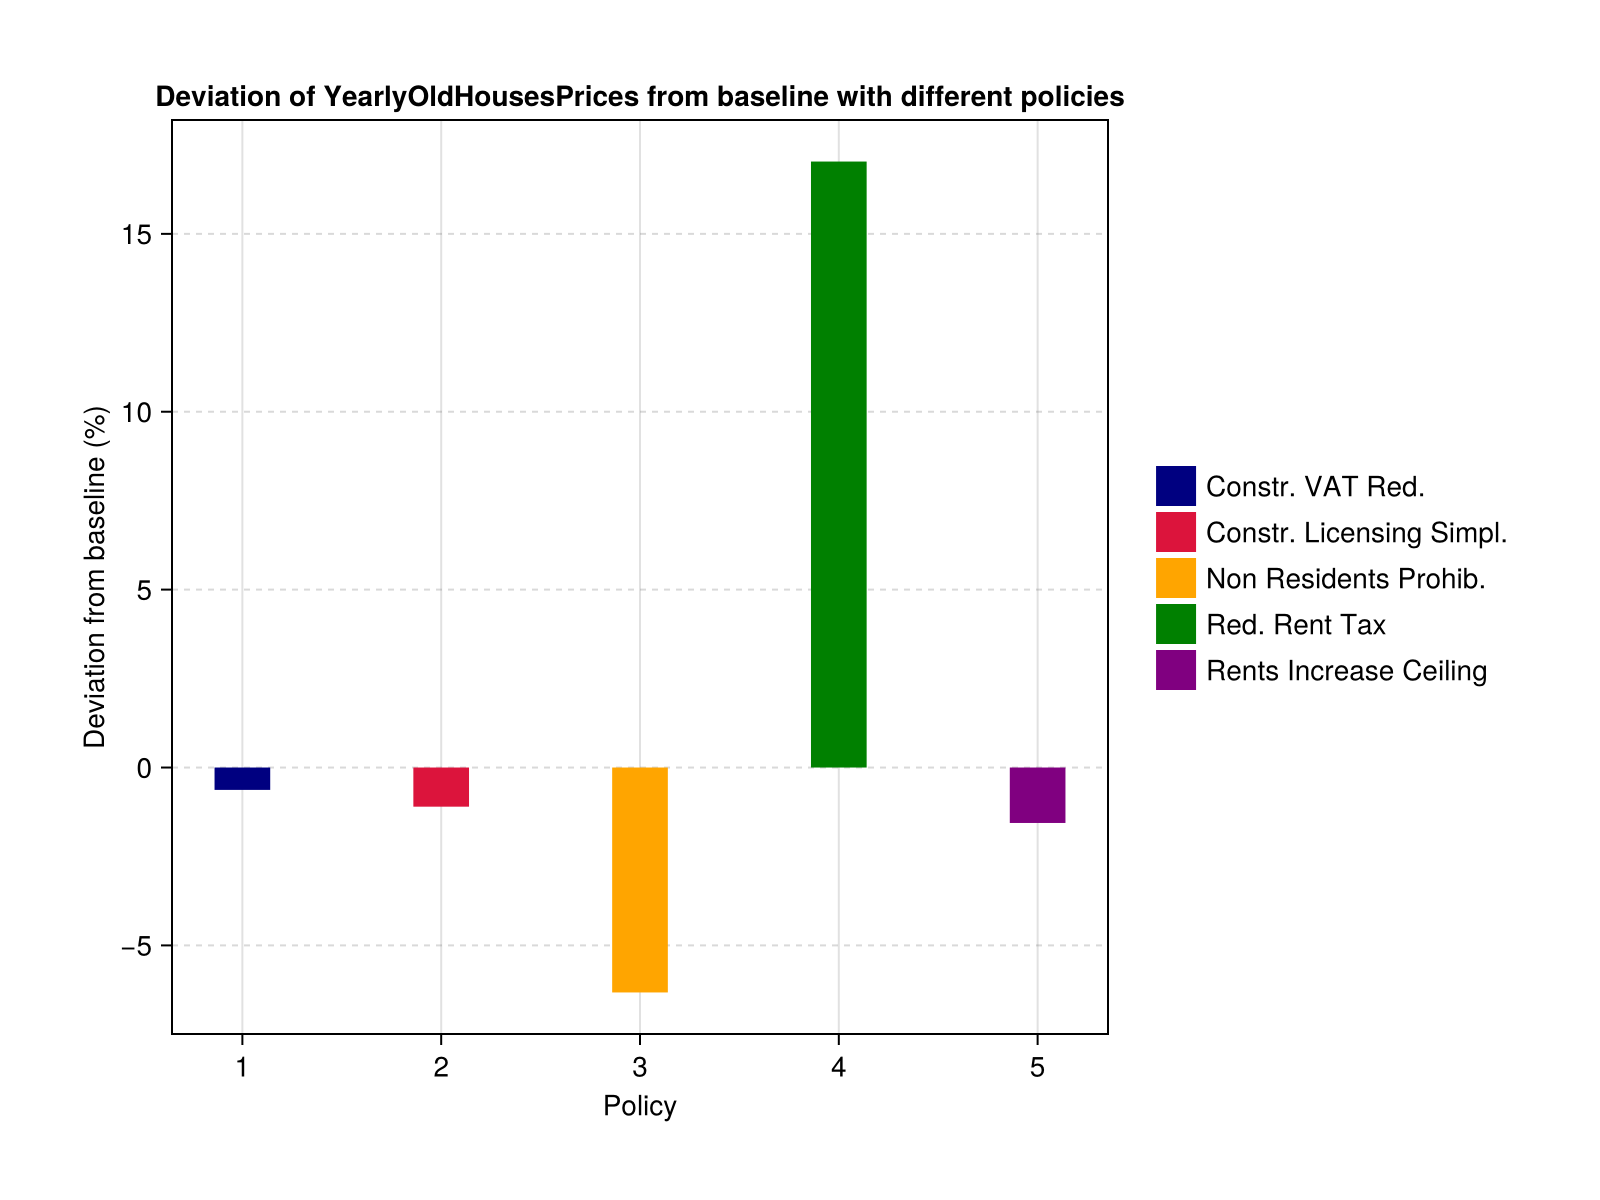 Deviation of YearlyOldHousesPrices from baseline with different policies
Deviation from baseline (%)
15
10
5
0
−5
1 2 3 4 5
Policy
Constr. VAT Red.
Constr. Licensing Simpl.
Non Residents Prohib.
Red. Rent Tax
Rents Increase Ceiling